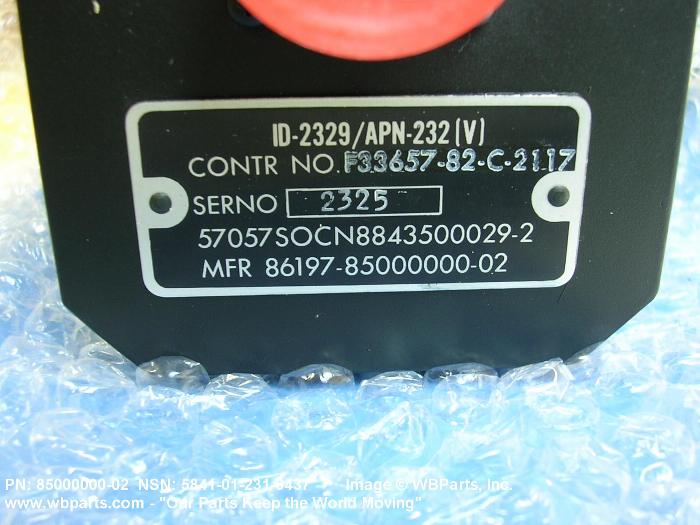 ID-2329/APN-232(V)
CONTR NO. F33657-82-C-2117
SERNO 2325
57057SOCN8843500029-2
MFR 86197-85000000-02
PN: 85000000-02 NSN: 5841-01-231-6437 Image © WBParts, Inc.
www.wbparts.com - "Our Parts Keep the World Moving"